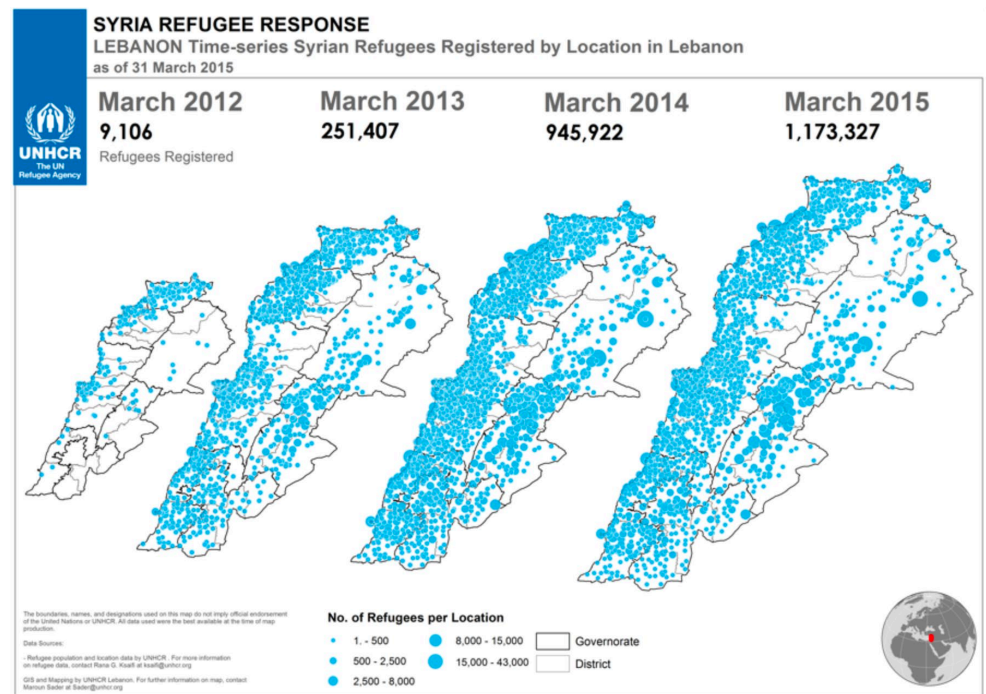 SYRIA REFUGEE RESPONSE
LEBANON Time-series Syrian Refugees Registered by Location in Lebanon
as of 31 March 2015
UNHCR
The UN
Refugee Agency
March 2012
9,106
Refugees Registered
March 2013
251,407
March 2014
945,922
March 2015
1,173,327
The boundaries, names, and designations used on this map do not imply official endorsement
of the United Nations or UNHCR. All data used were the best available at the time of map
production.
Data Sources:
- Refugee population and location data by UNHCR . For more information
on refugee data, contact Rana G. at
GIS and Mapping by UNHCR Lebanon. For further information on map, contact
Maroun Sader at Sader@unhcr.org
No. of Refugees per Location
1. - 500
500 - 2,500
2,500 - 8,000
8,000 - 15,000
15,000 - 43,000
Governorate
District